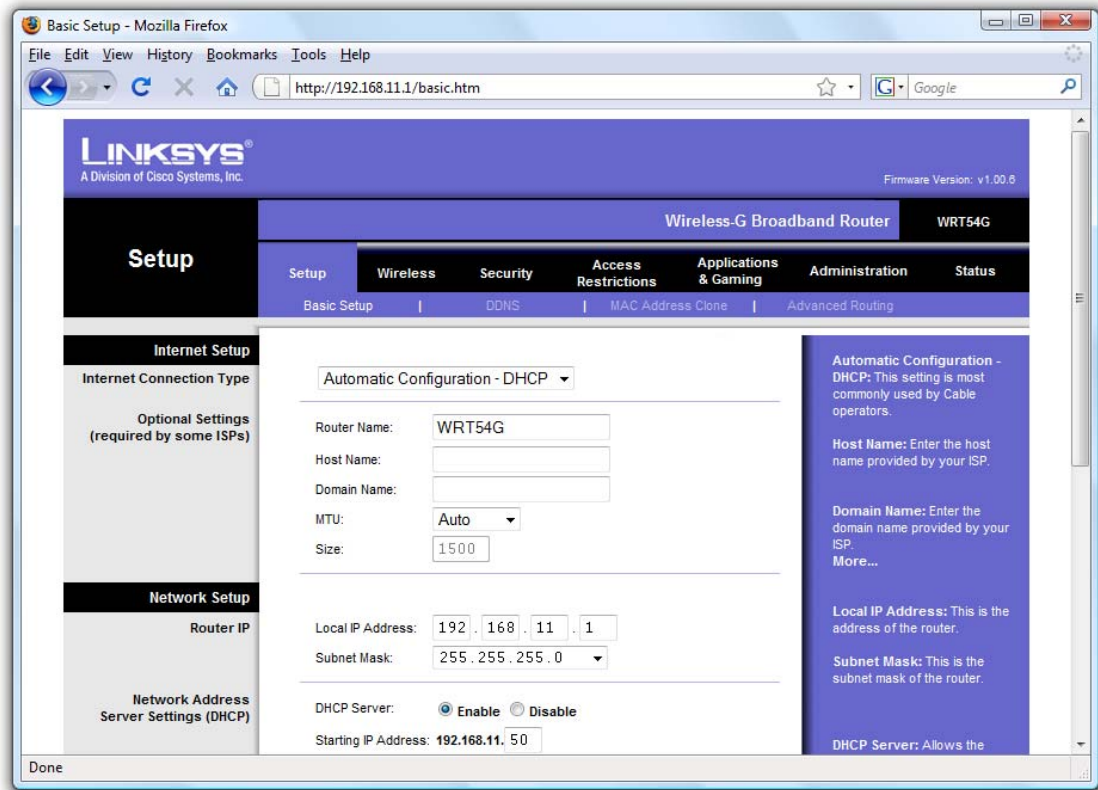 Basic Setup - Mozilla Firefox
File Edit View History Bookmarks Tools Help
http://192.168.11.1/basic.htm
G Google
LINKSYS®
A Division of Cisco Systems, Inc.
Firmware Version: v1.00.6
Wireless-G Broadband Router WRT54G
Setup
Setup Wireless Security Access Restrictions Applications & Gaming Administration Status
Basic Setup | DDNS | MAC Address Clone | Advanced Routing
Internet Setup
Internet Connection Type
Automatic Configuration - DHCP
Optional Settings
(required by some ISPs)
Router Name: WRT54G
Host Name:
Domain Name:
MTU: Auto
Size: 1500
Network Setup
Router IP
Local IP Address: 192 . 168 . 11 . 1
Subnet Mask: 255.255.255.0
Network Address
Server Settings (DHCP)
DHCP Server: Enable Disable
Starting IP Address: 192.168.11. 50
Automatic Configuration -
DHCP: This setting is most
commonly used by Cable
operators.
Host Name: Enter the host
name provided by your ISP.
Domain Name: Enter the
domain name provided by your
ISP.
More...
Local IP Address: This is the
address of the router.
Subnet Mask: This is the
subnet mask of the router.
DHCP Server: Allows the
Done